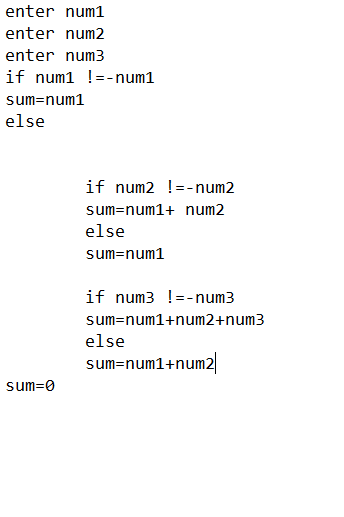 enter num1
enter num2
enter num3
if num1 !=-num1
sum=num1
else
if num2 !=-num2
sum=num1+ num2
else
sum=num1
if num3 !=-num3
sum=num1+num2+num3
else
sum=num1+num2
sum=0